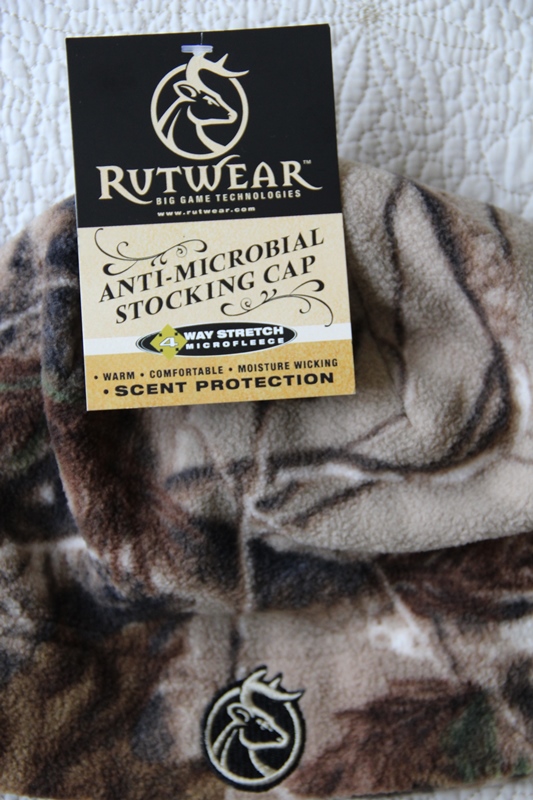 RUTWEAR™
BIG GAME TECHNOLOGIES
www.rutwear.com
ANTI-MICROBIAL
STOCKING CAP
4 WAY STRETCH
MICROFLEECE
• WARM • COMFORTABLE • MOISTURE WICKING
• SCENT PROTECTION